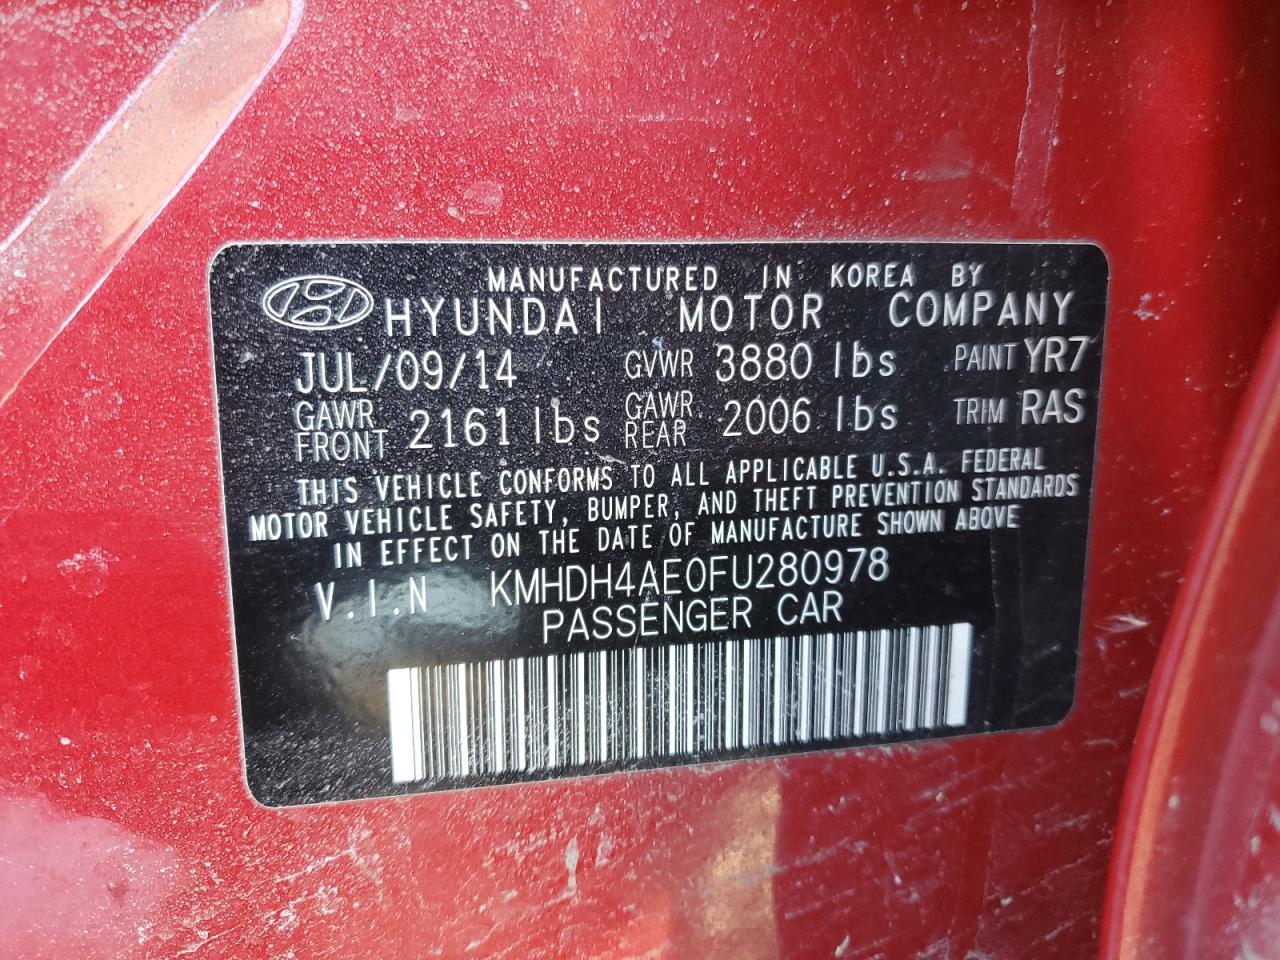 MANUFACTURED IN KOREA BY
HYUNDAI MOTOR COMPANY
JUL/09/14 GVWR 3880 lbs PAINT YR7
GAWR FRONT 2161 lbs GAWR REAR 2006 lbs TRIM RAS
THIS VEHICLE CONFORMS TO ALL APPLICABLE U.S.A. FEDERAL
MOTOR VEHICLE SAFETY, BUMPER, AND THEFT PREVENTION STANDARDS
IN EFFECT ON THE DATE OF MANUFACTURE SHOWN ABOVE
V.I.N KMHDH4AE0FU280978
PASSENGER CAR